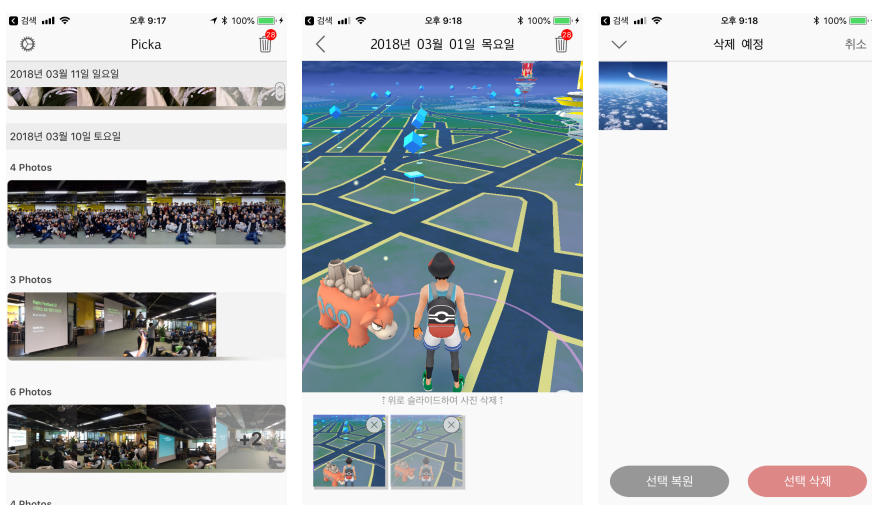 검색 오후 9:17 100%
Picka 28
2018년 03월 11일 일요일
2018년 03월 10일 토요일
4 Photos
3 Photos
6 Photos
+2
4 Photos
검색 오후 9:18 100%
2018년 03월 01일 목요일 28
↑위로 슬라이드하여 사진 삭제↑
검색 오후 9:18 100%
삭제 예정 취소
선택 복원 선택 삭제